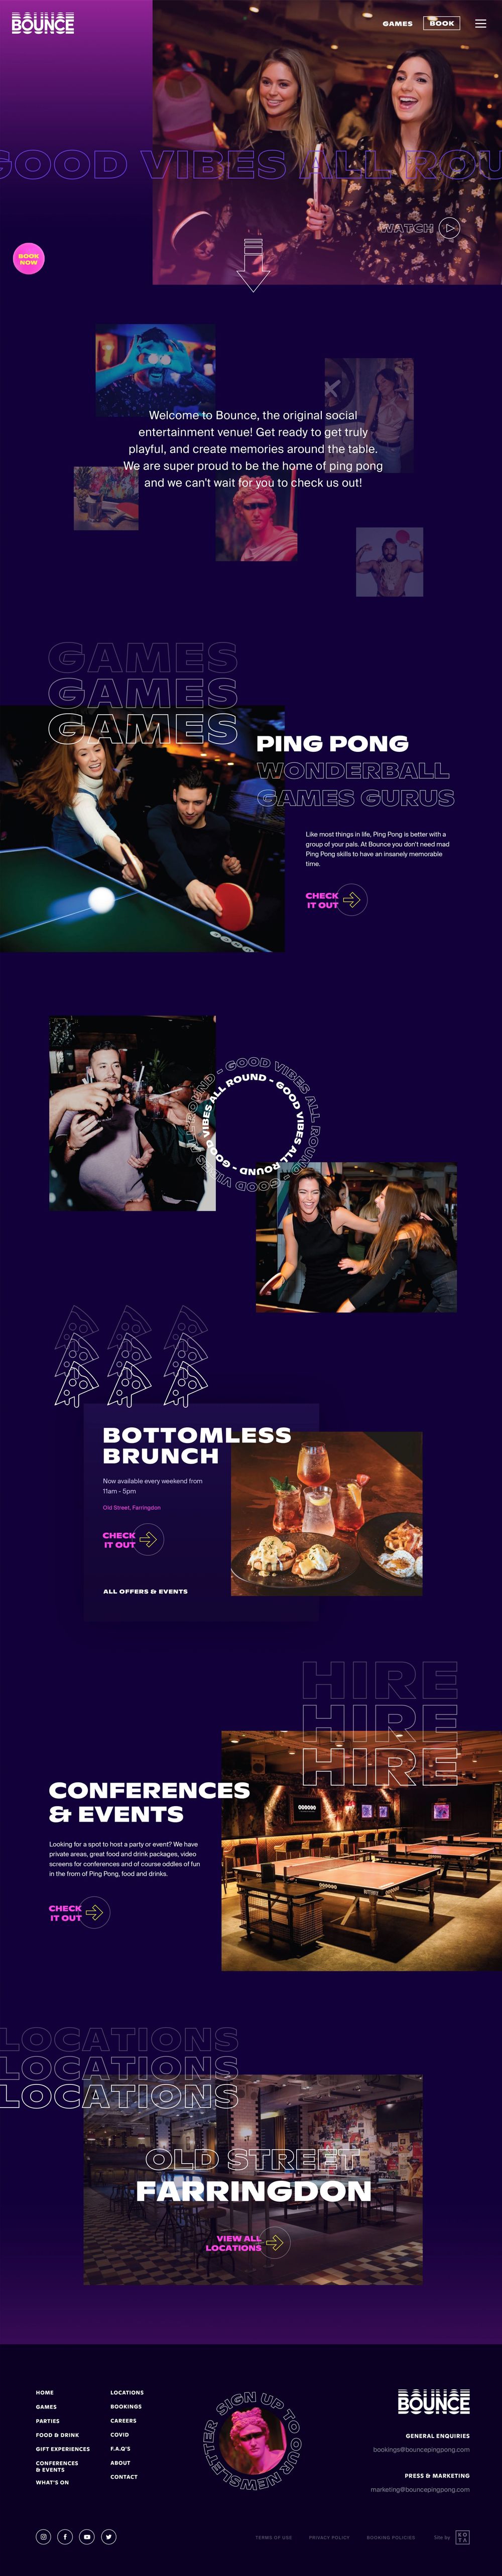 BOUNCE
GAMES
BOOK
GOOD VIBES ALL ROU
WATCH
BOOK
NOW
Welcome to Bounce, the original social
entertainment venue! Get ready to get truly
playful, and create memories around the table.
We are super proud to be the home of ping pong
and we can't wait for you to check us out!
GAMES
GAMES
GAMES
PING PONG
WONDERBALL
GAMES GURUS
Like most things in life, Ping Pong is better with a
group of your pals. At Bounce you don't need mad
Ping Pong skills to have an insanely memorable
time.
CHECK
IT OUT
GOOD VIBES ALL ROUND - GOOD VIBES ALL ROUND -
GOOD VIBES ALL ROUND - GOOD VIBES ALL ROUND -
BOTTOMLESS
BRUNCH
Now available every weekend from
11am - 5pm
Old Street, Farringdon
CHECK
IT OUT
ALL OFFERS & EVENTS
HIRE
HIRE
HIRE
CONFERENCES
& EVENTS
Looking for a spot to host a party or event? We have
private areas, great food and drink packages, video
screens for conferences and of course oddles of fun
in the from of Ping Pong, food and drinks.
CHECK
IT OUT
LOCATIONS
LOCATIONS
LOCATIONS
OLD STREET
FARRINGDON
VIEW ALL
LOCATIONS
HOME
GAMES
PARTIES
FOOD & DRINK
GIFT EXPERIENCES
CONFERENCES
& EVENTS
WHAT'S ON
LOCATIONS
BOOKINGS
CAREERS
COVID
F.A.Q'S
ABOUT
CONTACT
SIGN UP TO OUR NEWSLETTER
BOUNCE
GENERAL ENQUIRIES
bookings@bouncepingpong.com
PRESS & MARKETING
marketing@bouncepingpong.com
TERMS OF USE
PRIVACY POLICY
BOOKING POLICIES
Site by
KO
TA